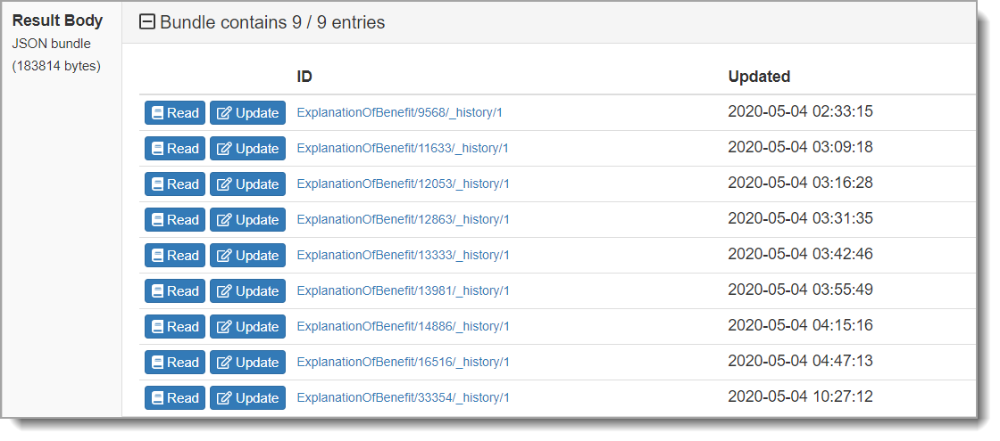 Result Body
JSON bundle
(183814 bytes)
Bundle contains 9 / 9 entries
ID Updated
Read Update ExplanationOfBenefit/9568/_history/1 2020-05-04 02:33:15
Read Update ExplanationOfBenefit/11633/_history/1 2020-05-04 03:09:18
Read Update ExplanationOfBenefit/12053/_history/1 2020-05-04 03:16:28
Read Update ExplanationOfBenefit/12863/_history/1 2020-05-04 03:31:35
Read Update ExplanationOfBenefit/13333/_history/1 2020-05-04 03:42:46
Read Update ExplanationOfBenefit/13981/_history/1 2020-05-04 03:55:49
Read Update ExplanationOfBenefit/14886/_history/1 2020-05-04 04:15:16
Read Update ExplanationOfBenefit/16516/_history/1 2020-05-04 04:47:13
Read Update ExplanationOfBenefit/33354/_history/1 2020-05-04 10:27:12